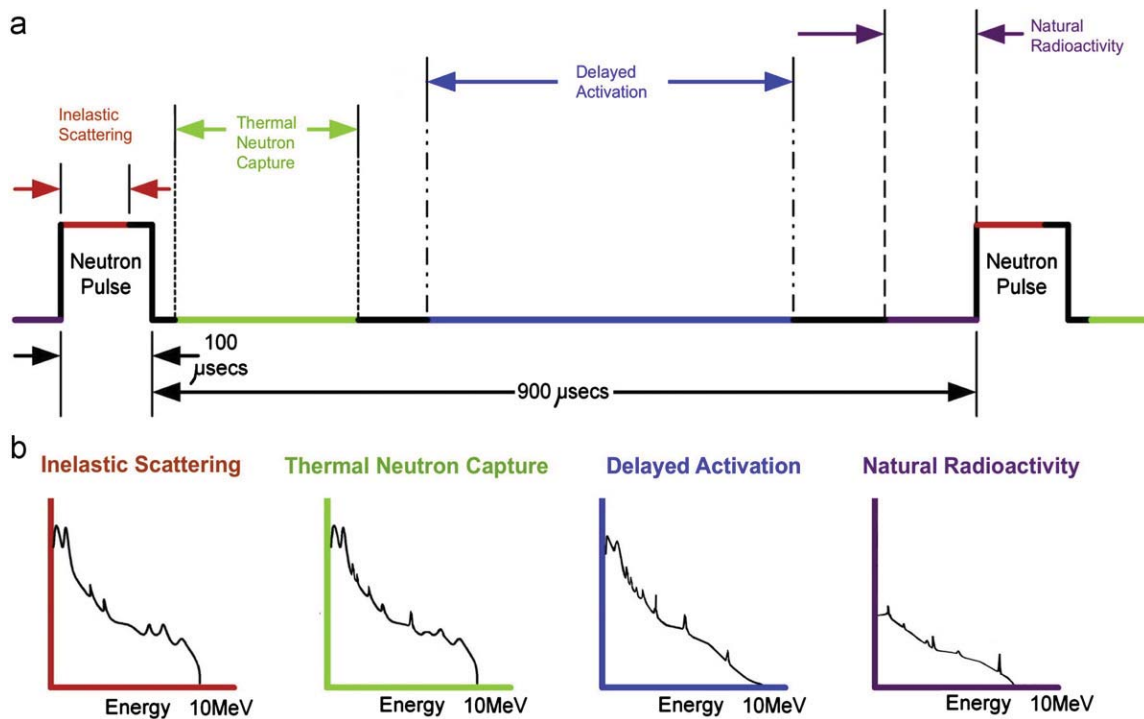 a
Natural
Radioactivity
Delayed
Activation
Inelastic
Scattering
Thermal
Neutron
Capture
Neutron
Pulse
Neutron
Pulse
100
µsecs
900 µsecs
b
Inelastic Scattering
Thermal Neutron Capture
Delayed Activation
Natural Radioactivity
Energy 10MeV
Energy 10MeV
Energy 10MeV
Energy 10MeV